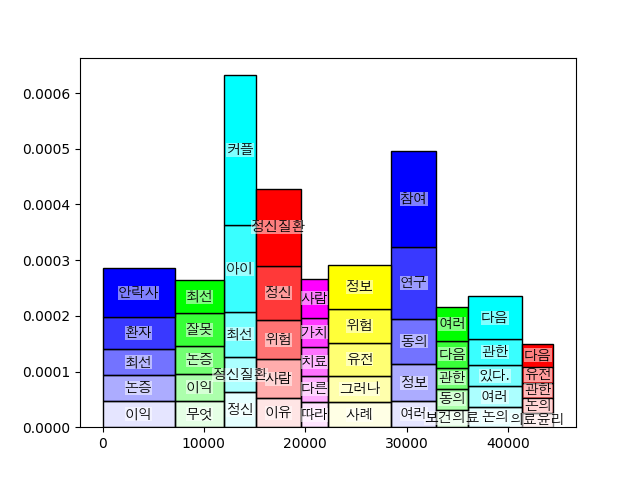 0.0006
0.0005
0.0004
0.0003
0.0002
0.0001
0.0000
안락사
환자
최선
논증
이익
최선
잘못
논증
이익
무엇
커플
아이
최선
정신질환
정신
정신질환
정신
위험
사람
이유
사람
가치
치료
다른
따라
정보
위험
유전
그러나
사례
참여
연구
동의
정보
여러
여러
다음
관한
동의
보건의료
다음
관한
있다.
여러
논의
다음
유전
관한
논의
의료윤리
0 10000 20000 30000 40000